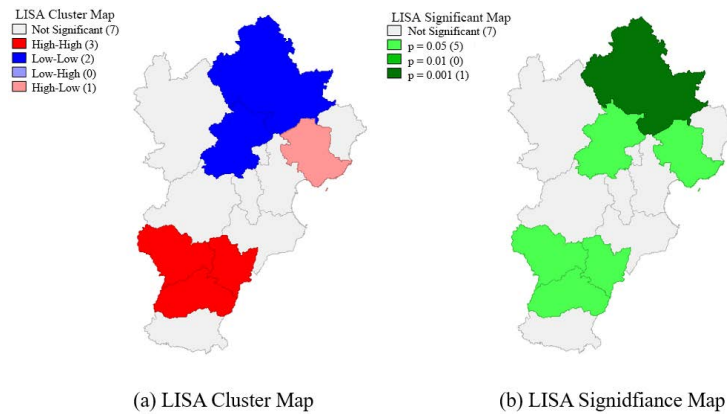 LISA Cluster Map
Not Significant (7)
High-High (3)
Low-Low (2)
Low-High (0)
High-Low (1)
LISA Significant Map
Not Significant (7)
p = 0.05 (5)
p = 0.01 (0)
p = 0.001 (1)
(a) LISA Cluster Map
(b) LISA Signidfiance Map